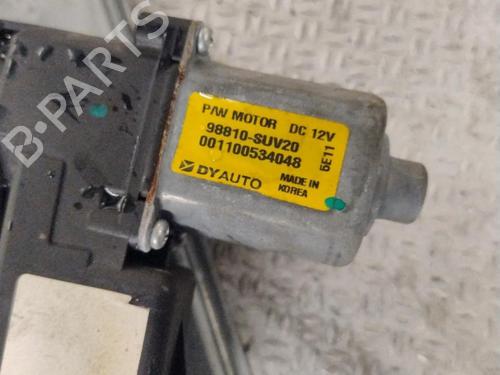 B-PARTS
P/W MOTOR DC 12V
98810-SUV20
001100534048
6E11
DYAUTO
MADE IN
KOREA